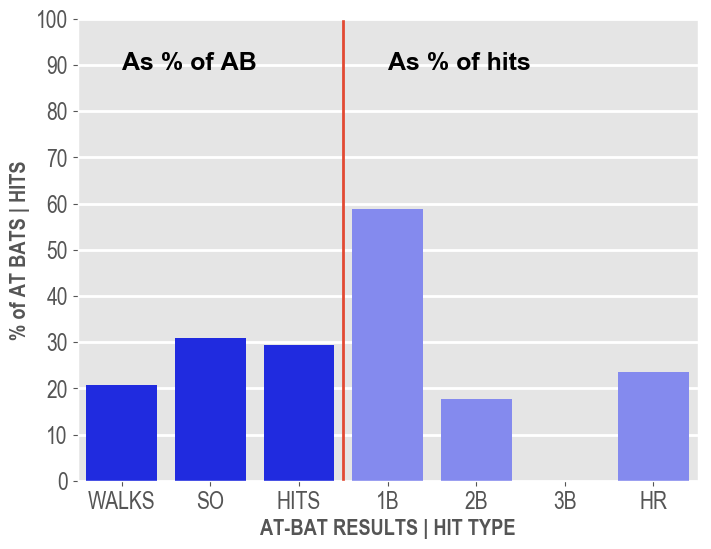 100
90
80
70
60
50
40
30
20
10
0
% of AT BATS | HITS
As % of AB
As % of hits
WALKS SO HITS 1B 2B 3B HR
AT-BAT RESULTS | HIT TYPE